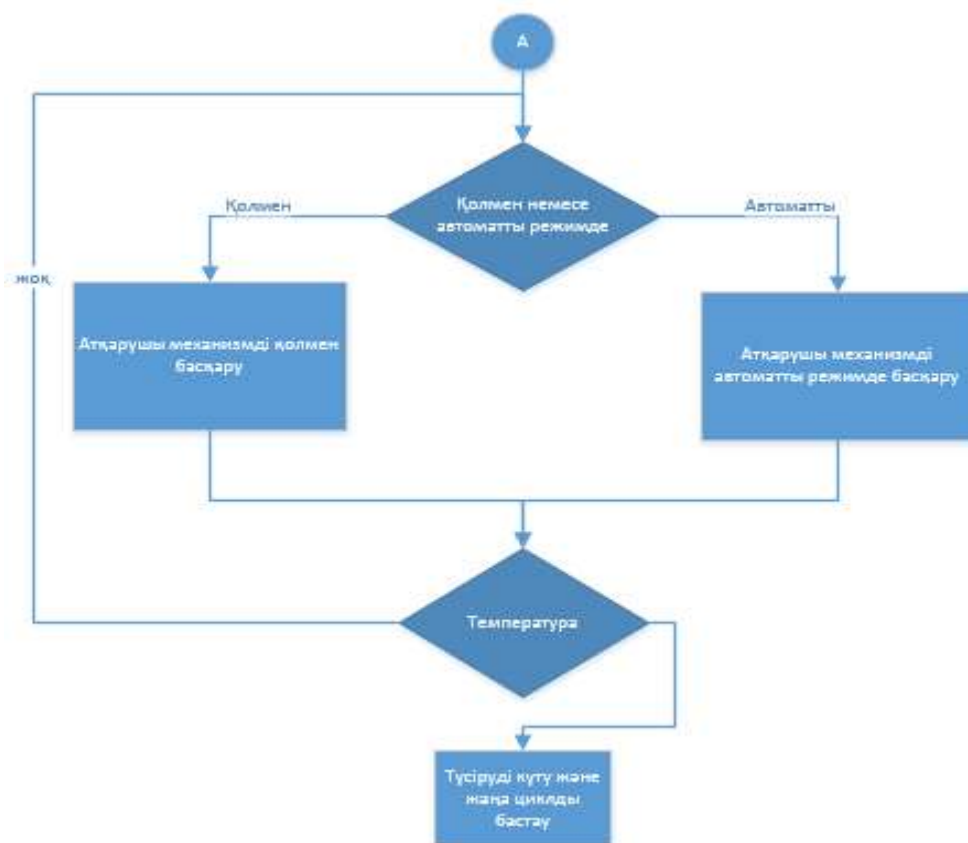 А
Қолмен немесе
автоматты режимде
Қолмен
Автоматты
жоқ
Атқарушы механизмді қолмен
басқару
Атқарушы механизмді
автоматты режимде басқару
Температура
Түсіруді күту және
жаңа циклды
бастау